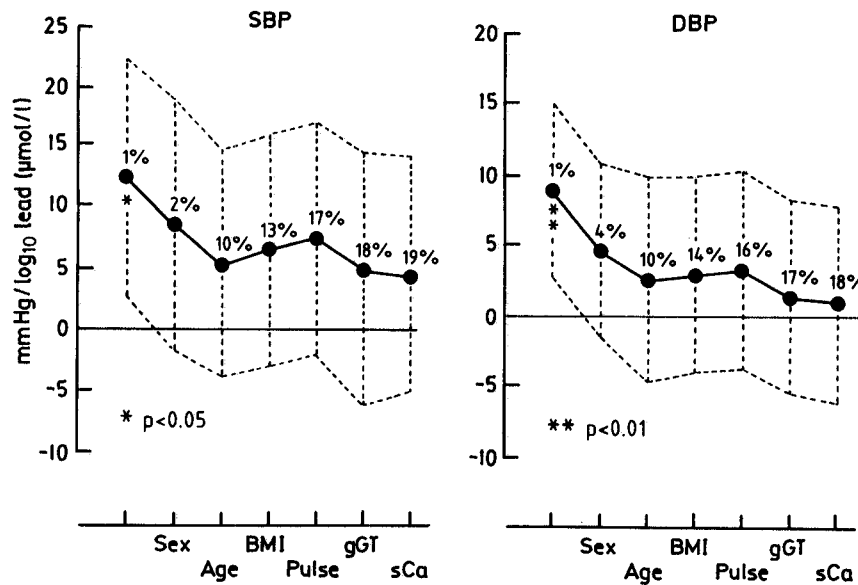 SBP
25
20
15
10
5
0
-5
-10
mmHg/log10 lead (μmol/l)
1%
*
2%
10%
13%
17%
18%
19%
* p<0.05
Sex
Age
BMI
Pulse
gGT
sCa
DBP
20
15
10
5
0
-5
-10
1%
*
*
4%
10%
14%
16%
17%
18%
** p<0.01
Sex
Age
BMI
Pulse
gGT
sCa